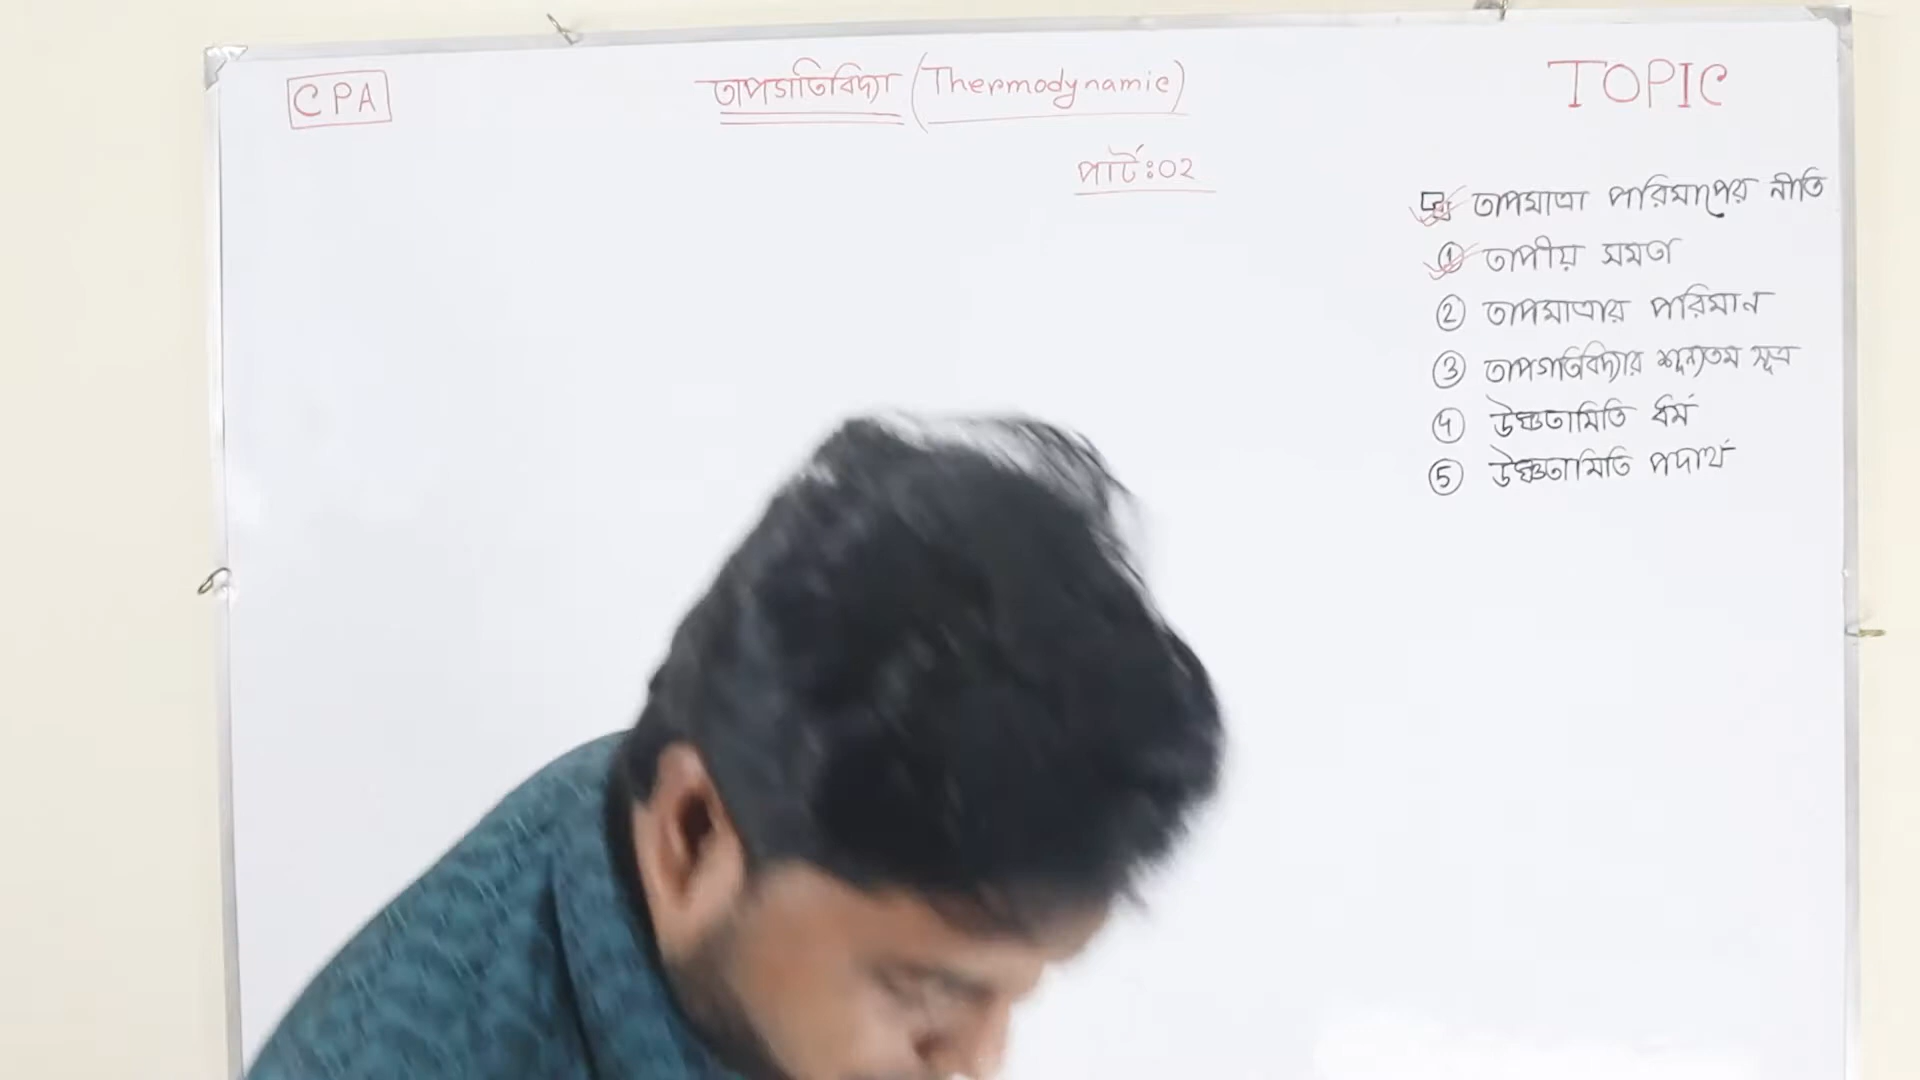 CPA
তাপগতিবিদ্যা (Thermodynamic)
পার্ট:০২
TOPIC
তাপমাত্রা পরিমাপের নীতি
① তাপীয় সমতা
② তাপমাত্রার পরিমান
③ তাপগতিবিদ্যার শূন্যতম সূত্র
④ উষ্ণতামিতি ধর্ম
⑤ উষ্ণতামিতি পদার্থ